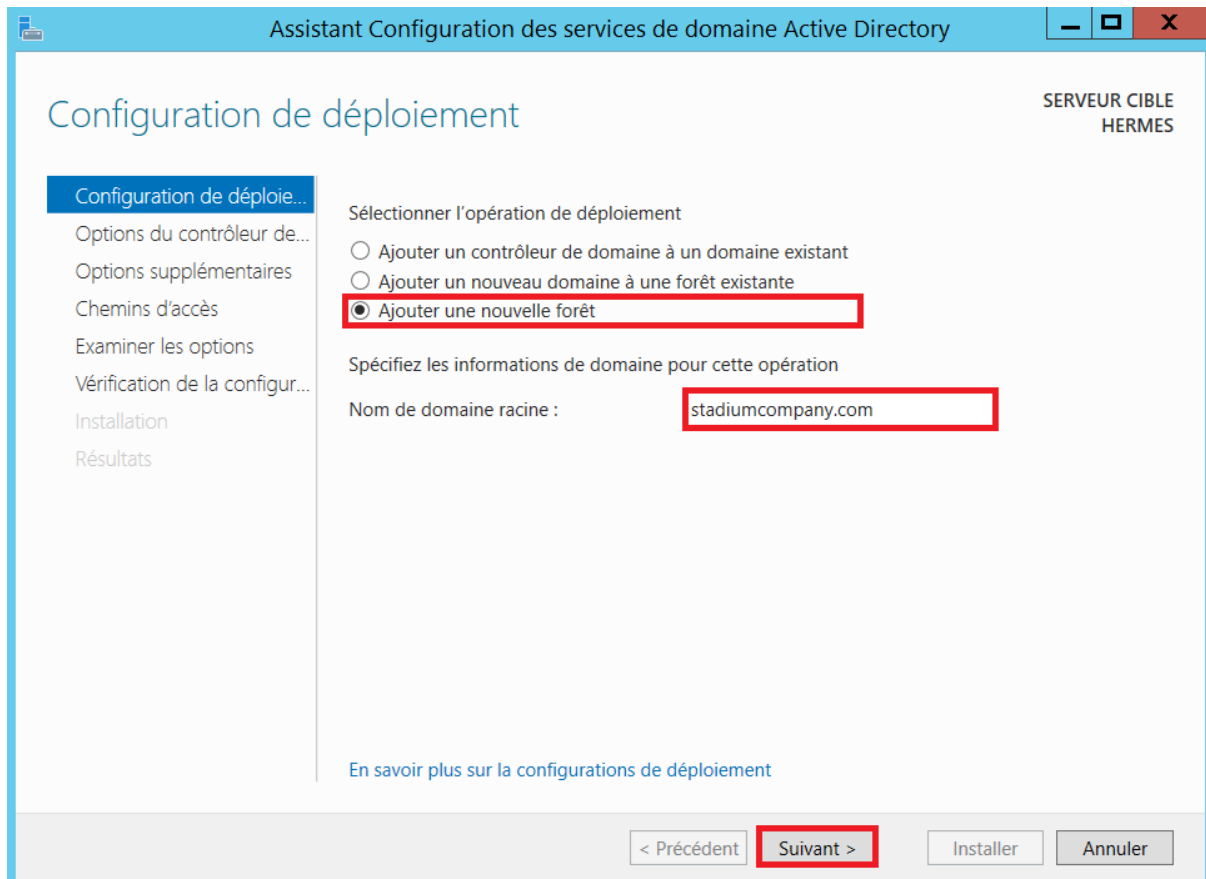 Assistant Configuration des services de domaine Active Directory
X
Configuration de déploiement
SERVEUR CIBLE
HERMES
Configuration de déploie...
Options du contrôleur de...
Options supplémentaires
Chemins d'accès
Examiner les options
Vérification de la configur...
Installation
Résultats
Sélectionner l'opération de déploiement
Ajouter un contrôleur de domaine à un domaine existant
Ajouter un nouveau domaine à une forêt existante
Ajouter une nouvelle forêt
Spécifiez les informations de domaine pour cette opération
Nom de domaine racine : stadiumcompany.com
En savoir plus sur la configurations de déploiement
< Précédent Suivant > Installer Annuler